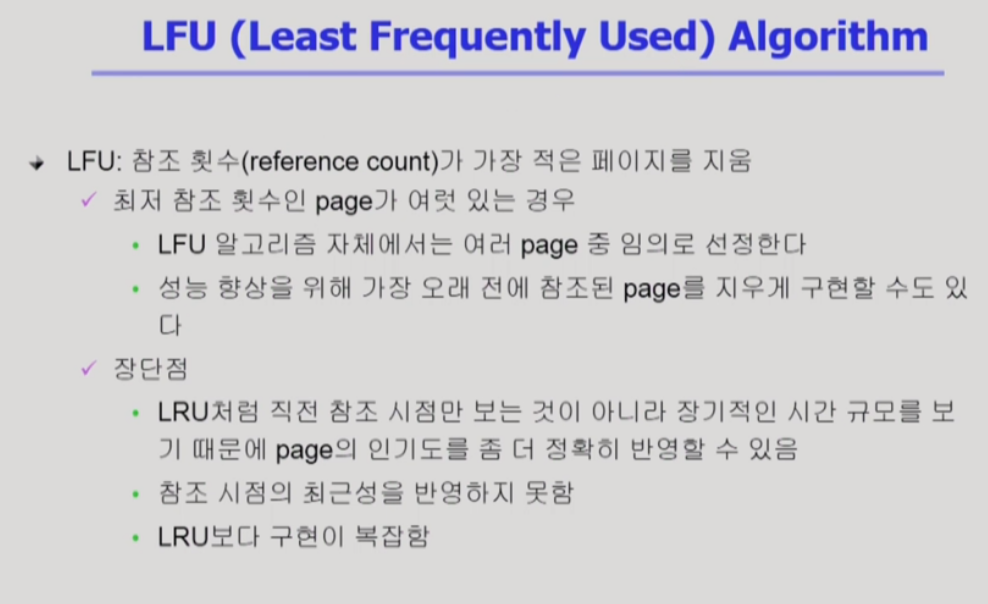 LFU (Least Frequently Used) Algorithm
LFU: 참조 횟수(reference count)가 가장 적은 페이지를 지움
최저 참조 횟수인 page가 여럿 있는 경우
LFU 알고리즘 자체에서는 여러 page 중 임의로 선정한다
성능 향상을 위해 가장 오래 전에 참조된 page를 지우게 구현할 수도 있
다
장단점
LRU처럼 직전 참조 시점만 보는 것이 아니라 장기적인 시간 규모를 보
기 때문에 page의 인기도를 좀 더 정확히 반영할 수 있음
참조 시점의 최근성을 반영하지 못함
LRU보다 구현이 복잡함